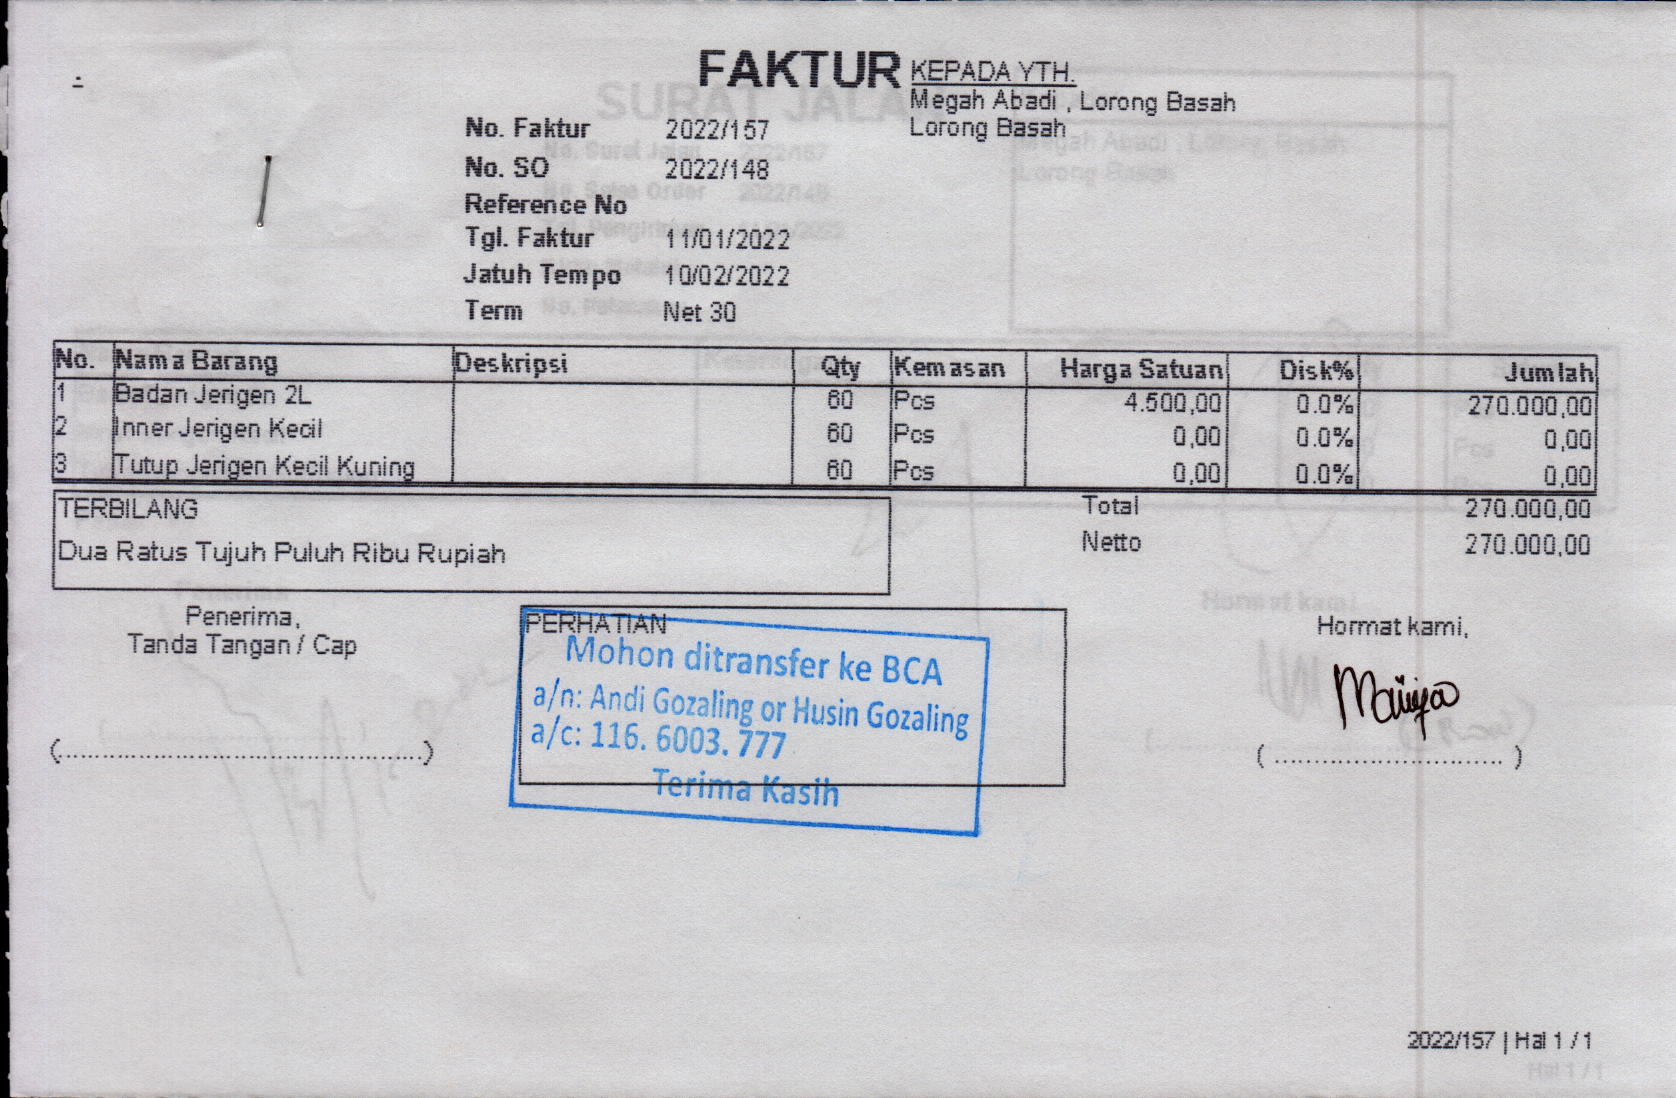 FAKTUR
KEPADA YTH.
Megah Abadi , Lorong Basah
Lorong Basah
No. Faktur 2022/157
No. SO 2022/148
Reference No
Tgl. Faktur 11/01/2022
Jatuh Tempo 10/02/2022
Term Net 30
No. Nama Barang Deskripsi Qty Kemasan Harga Satuan Disk% Jumlah
1 Badan Jerigen 2L 60 Pcs 4.500,00 0.0% 270.000,00
2 Inner Jerigen Kecil 60 Pcs 0,00 0.0% 0,00
3 Tutup Jerigen Kecil Kuning 60 Pcs 0,00 0.0% 0,00
TERBILANG
Dua Ratus Tujuh Puluh Ribu Rupiah
Total 270.000,00
Netto 270.000,00
Penerima,
Tanda Tangan / Cap
(................................................)
PERHATIAN
Mohon ditransfer ke BCA
a/n: Andi Gozaling or Husin Gozaling
a/c: 116. 6003. 777
Terima Kasih
Hormat kami,
( ............................. )
2022/157 | Hal 1 / 1
SURAT JALAN